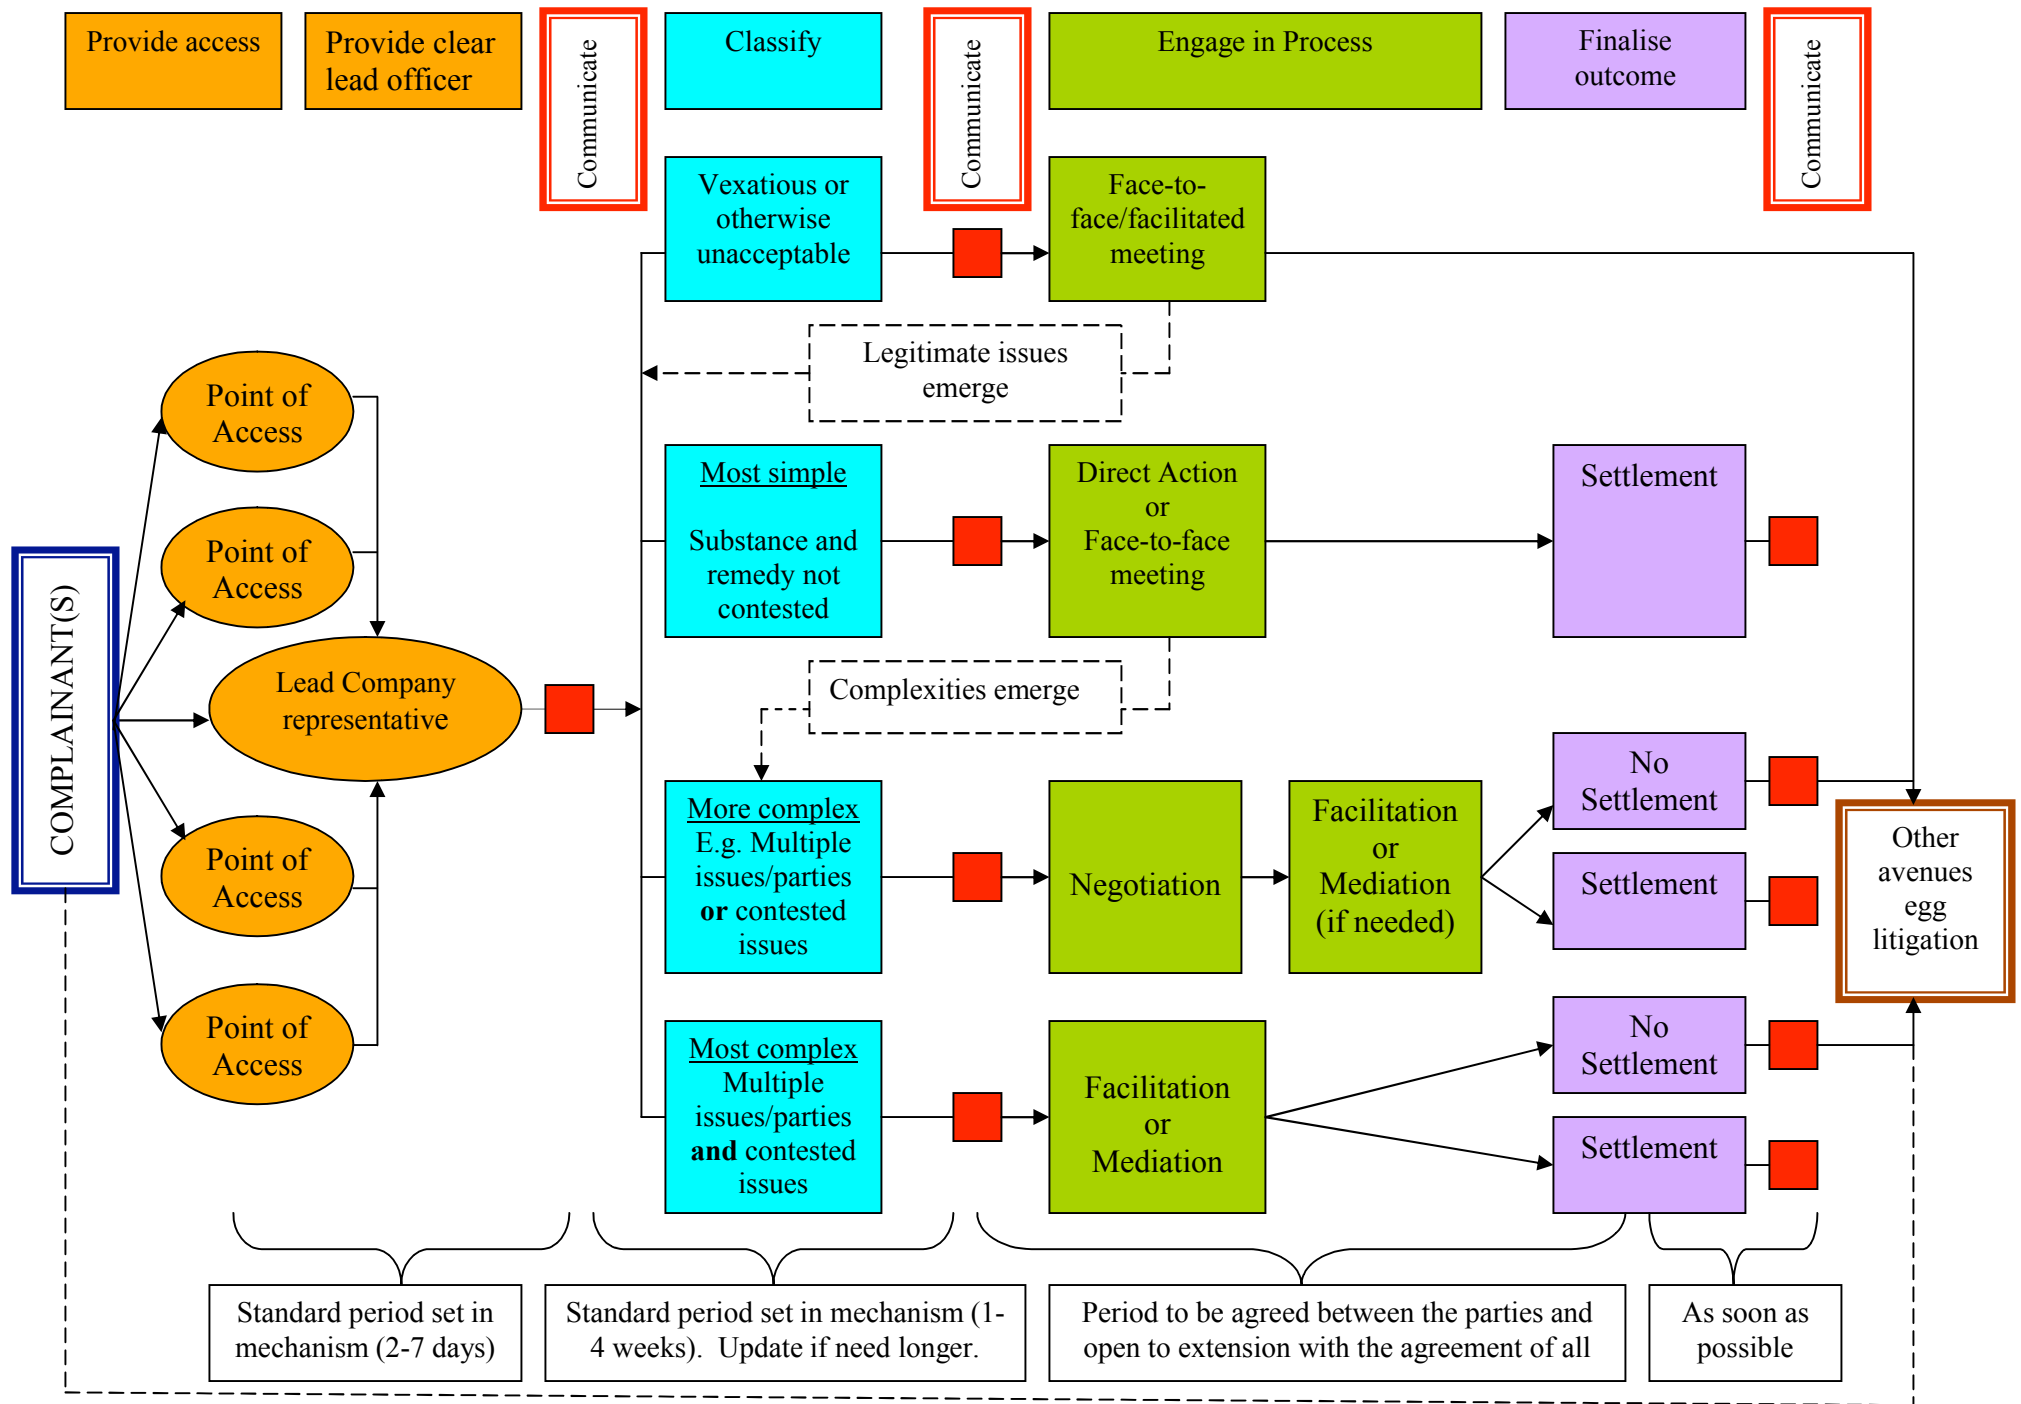 Provide access
Provide clear
lead officer
Communicate
Classify
Communicate
Engage in Process
Finalise
outcome
Communicate
Vexatious or
otherwise
unacceptable
Face-to-
face/facilitated
meeting
Legitimate issues
emerge
Point of
Access
Point of
Access
COMPLAINANT(S)
Lead Company
representative
Point of
Access
Point of
Access
Most simple
Substance and
remedy not
contested
Direct Action
or
Face-to-face
meeting
Settlement
Complexities emerge
More complex
E.g. Multiple
issues/parties
or contested
issues
Negotiation
Facilitation
or
Mediation
(if needed)
No
Settlement
Settlement
Other
avenues
egg
litigation
Most complex
Multiple
issues/parties
and contested
issues
Facilitation
or
Mediation
No
Settlement
Settlement
Standard period set in
mechanism (2-7 days)
Standard period set in mechanism (1-
4 weeks).  Update if need longer.
Period to be agreed between the parties and
open to extension with the agreement of all
As soon as
possible